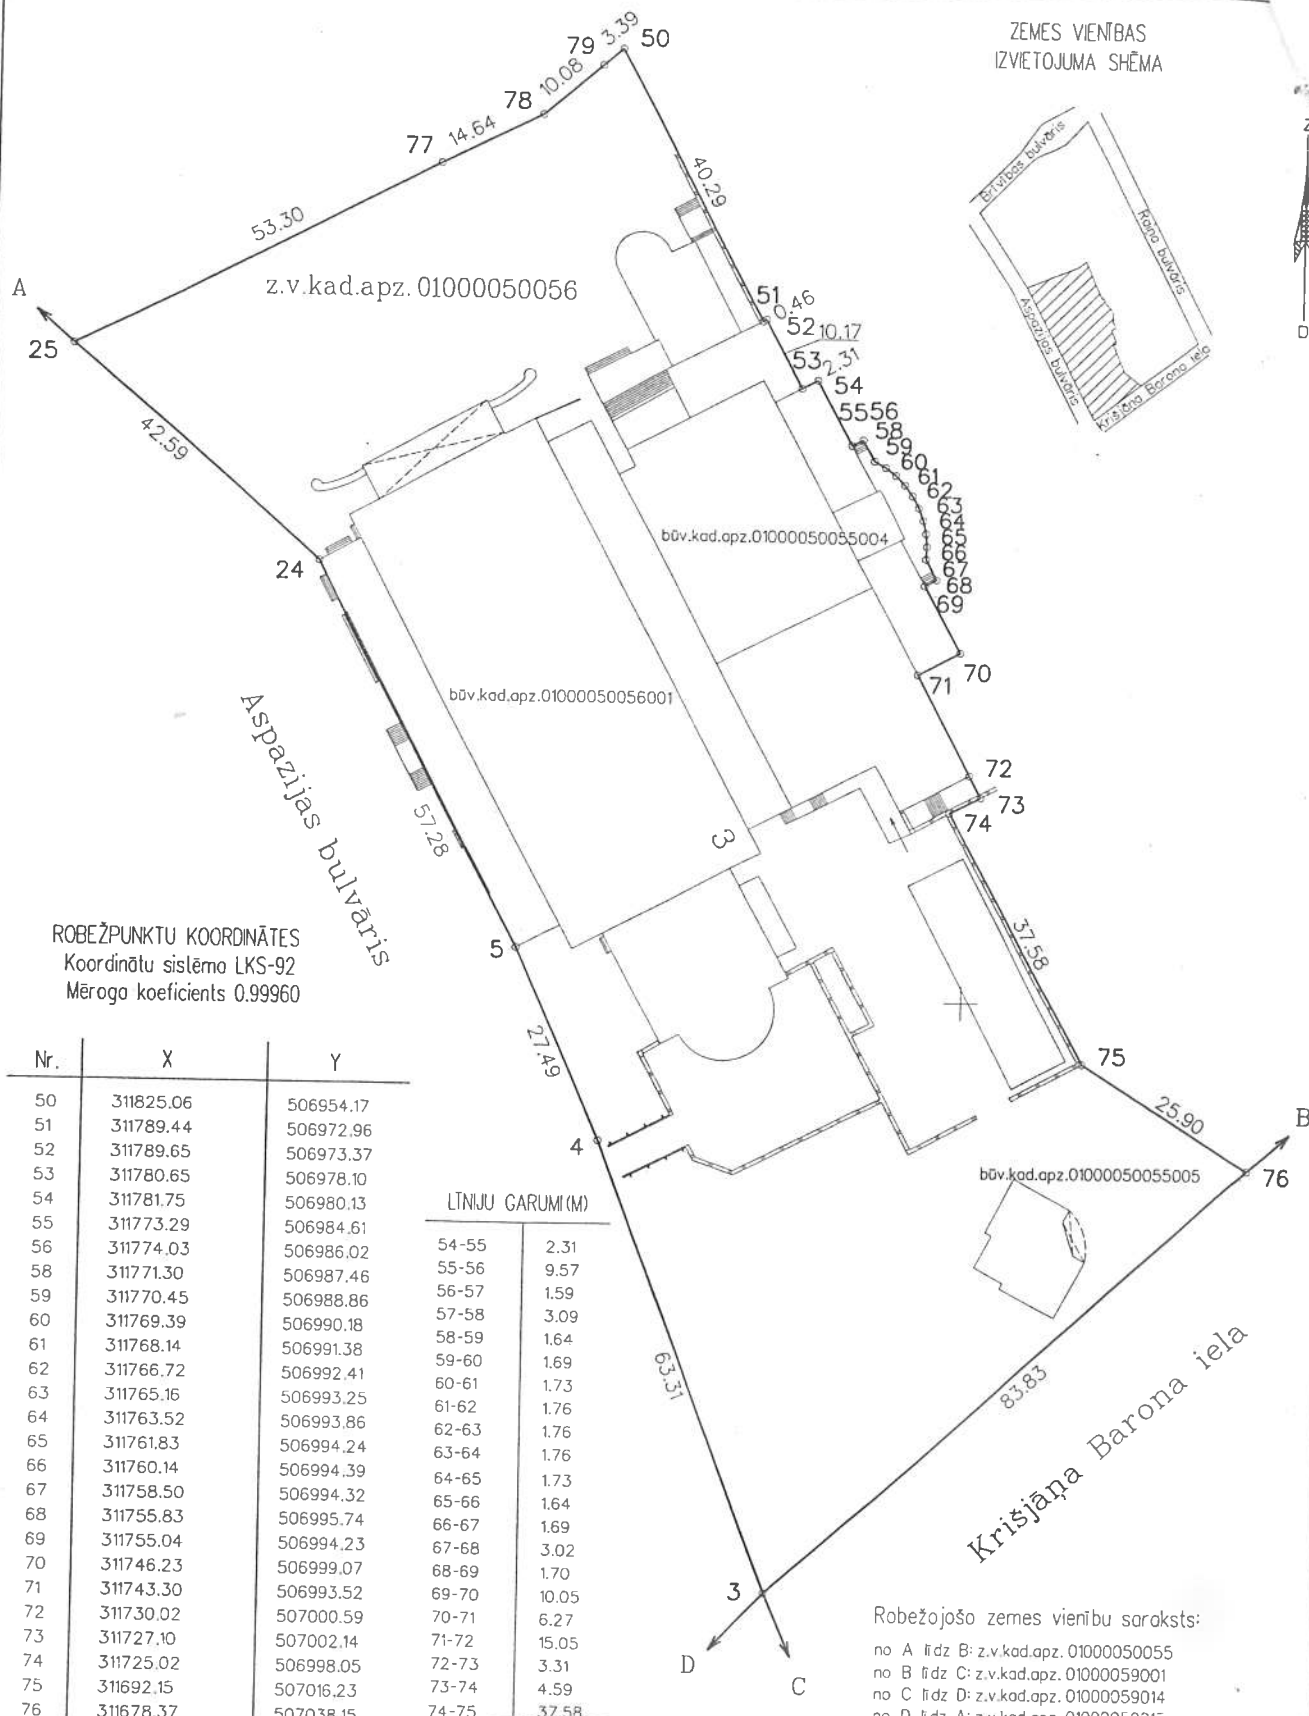 ZEMES VIENĪBAS
IZVIETOJUMA SHĒMA
Brīvības bulvāris
Raiņa bulvāris
Aspazijas bulvāris
Krišjāņa Barona iela
Z
D
50
3.39
79
10.08
78
14.64
77
53.30
40.29
z.v.kad.apz. 01000050056
A
25
42.59
51
0.46
52
10.17
53
2.31
54
55
56
58
59
60
61
62
63
64
65
66
67
68
69
70
71
72
73
74
24
būv.kad.apz.01000050055004
būv.kad.apz.01000050056001
Aspazijas bulvāris
57.28
3
5
37.58
27.49
75
25.90
B
4
76
būv.kad.apz.01000050055005
63.31
83.83
Krišjāņa Barona iela
3
D
C
ROBEŽPUNKTU KOORDINĀTES
Koordinātu sistēma LKS-92
Mēroga koeficients 0.99960
Nr. X Y
50 311825.06 506954.17
51 311789.44 506972.96
52 311789.65 506973.37
53 311780.65 506978.10
54 311781.75 506980.13
55 311773.29 506984.61
56 311774.03 506986.02
58 311771.30 506987.46
59 311770.45 506988.86
60 311769.39 506990.18
61 311768.14 506991.38
62 311766.72 506992.41
63 311765.16 506993.25
64 311763.52 506993.86
65 311761.83 506994.24
66 311760.14 506994.39
67 311758.50 506994.32
68 311755.83 506995.74
69 311755.04 506994.23
70 311746.23 506999.07
71 311743.30 506993.52
72 311730.02 507000.59
73 311727.10 507002.14
74 311725.02 506998.05
75 311692.15 507016.23
76 311678.37 507038.15
LĪNIJU GARUMI(M)
54-55 2.31
55-56 9.57
56-57 1.59
57-58 3.09
58-59 1.64
59-60 1.69
60-61 1.73
61-62 1.76
62-63 1.76
63-64 1.76
64-65 1.73
65-66 1.64
66-67 1.69
67-68 3.02
68-69 1.70
69-70 10.05
70-71 6.27
71-72 15.05
72-73 3.31
73-74 4.59
74-75 37.58
Robežojošo zemes vienību saraksts:
no A līdz B: z.v.kad.apz. 01000050055
no B līdz C: z.v.kad.apz. 01000059001
no C līdz D: z.v.kad.apz. 01000059014
no D līdz A: z.v.kad.apz.